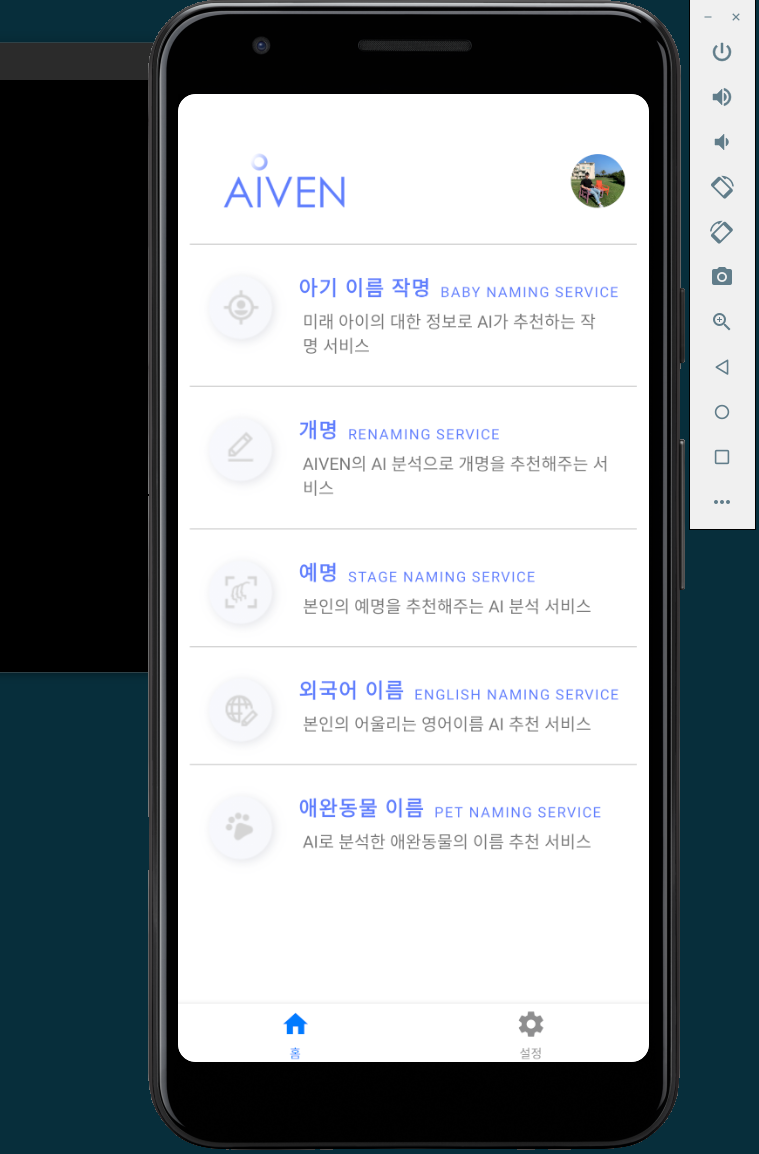 AIVEN
아기 이름 작명 BABY NAMING SERVICE
미래 아이의 대한 정보로 AI가 추천하는 작
명 서비스
개명 RENAMING SERVICE
AIVEN의 AI 분석으로 개명을 추천해주는 서
비스
예명 STAGE NAMING SERVICE
본인의 예명을 추천해주는 AI 분석 서비스
외국어 이름 ENGLISH NAMING SERVICE
본인의 어울리는 영어이름 AI 추천 서비스
애완동물 이름 PET NAMING SERVICE
AI로 분석한 애완동물의 이름 추천 서비스
홈 설정